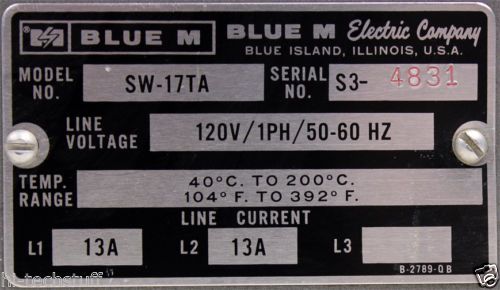 BLUE M BLUE M Electric Company
BLUE ISLAND, ILLINOIS, U.S.A.
MODEL NO. SW-17TA SERIAL NO. S3- 4831
LINE VOLTAGE 120V/1PH/50-60 HZ
TEMP. RANGE 40°C. TO 200°C.
104°F. TO 392°F.
LINE CURRENT
L1 13A L2 13A L3
B-2789-QB
hi-techstuff